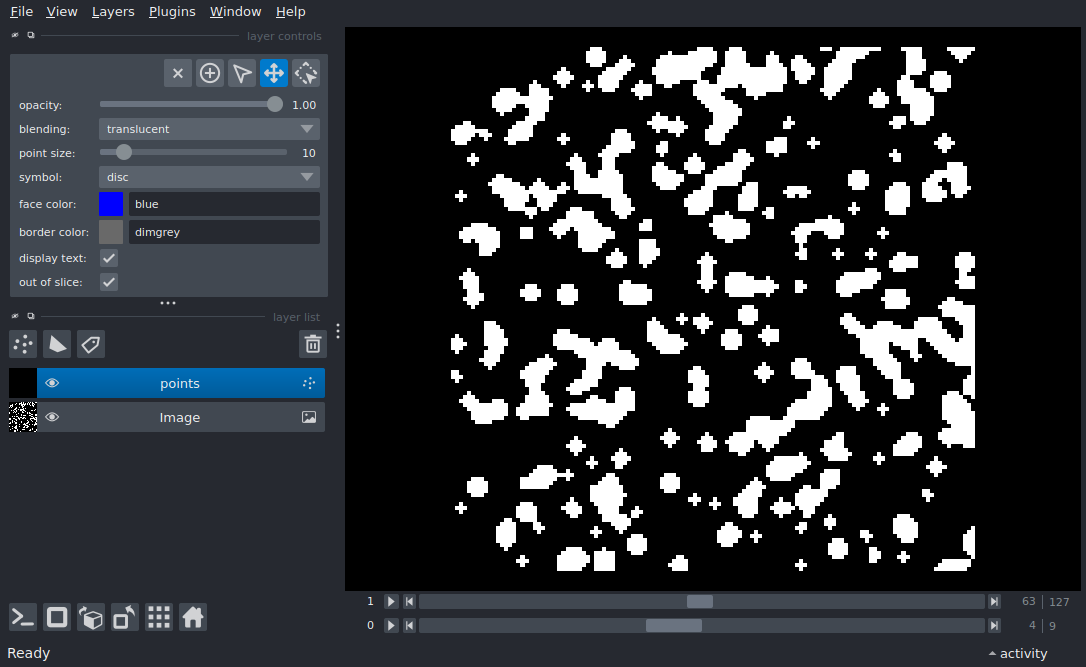 File View Layers Plugins Window Help
layer controls
opacity: 1.00
blending: translucent
point size: 10
symbol: disc
face color: blue
border color: dimgrey
display text:
out of slice:
layer list
points
Image
1 63 127
0 4 9
Ready activity